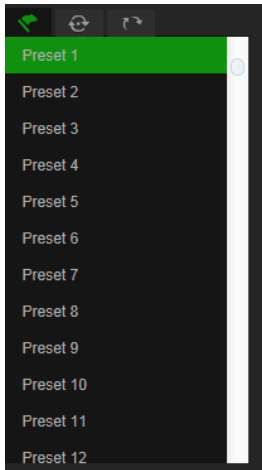 Preset 1
Preset 2
Preset 3
Preset 4
Preset 5
Preset 6
Preset 7
Preset 8
Preset 9
Preset 10
Preset 11
Preset 12